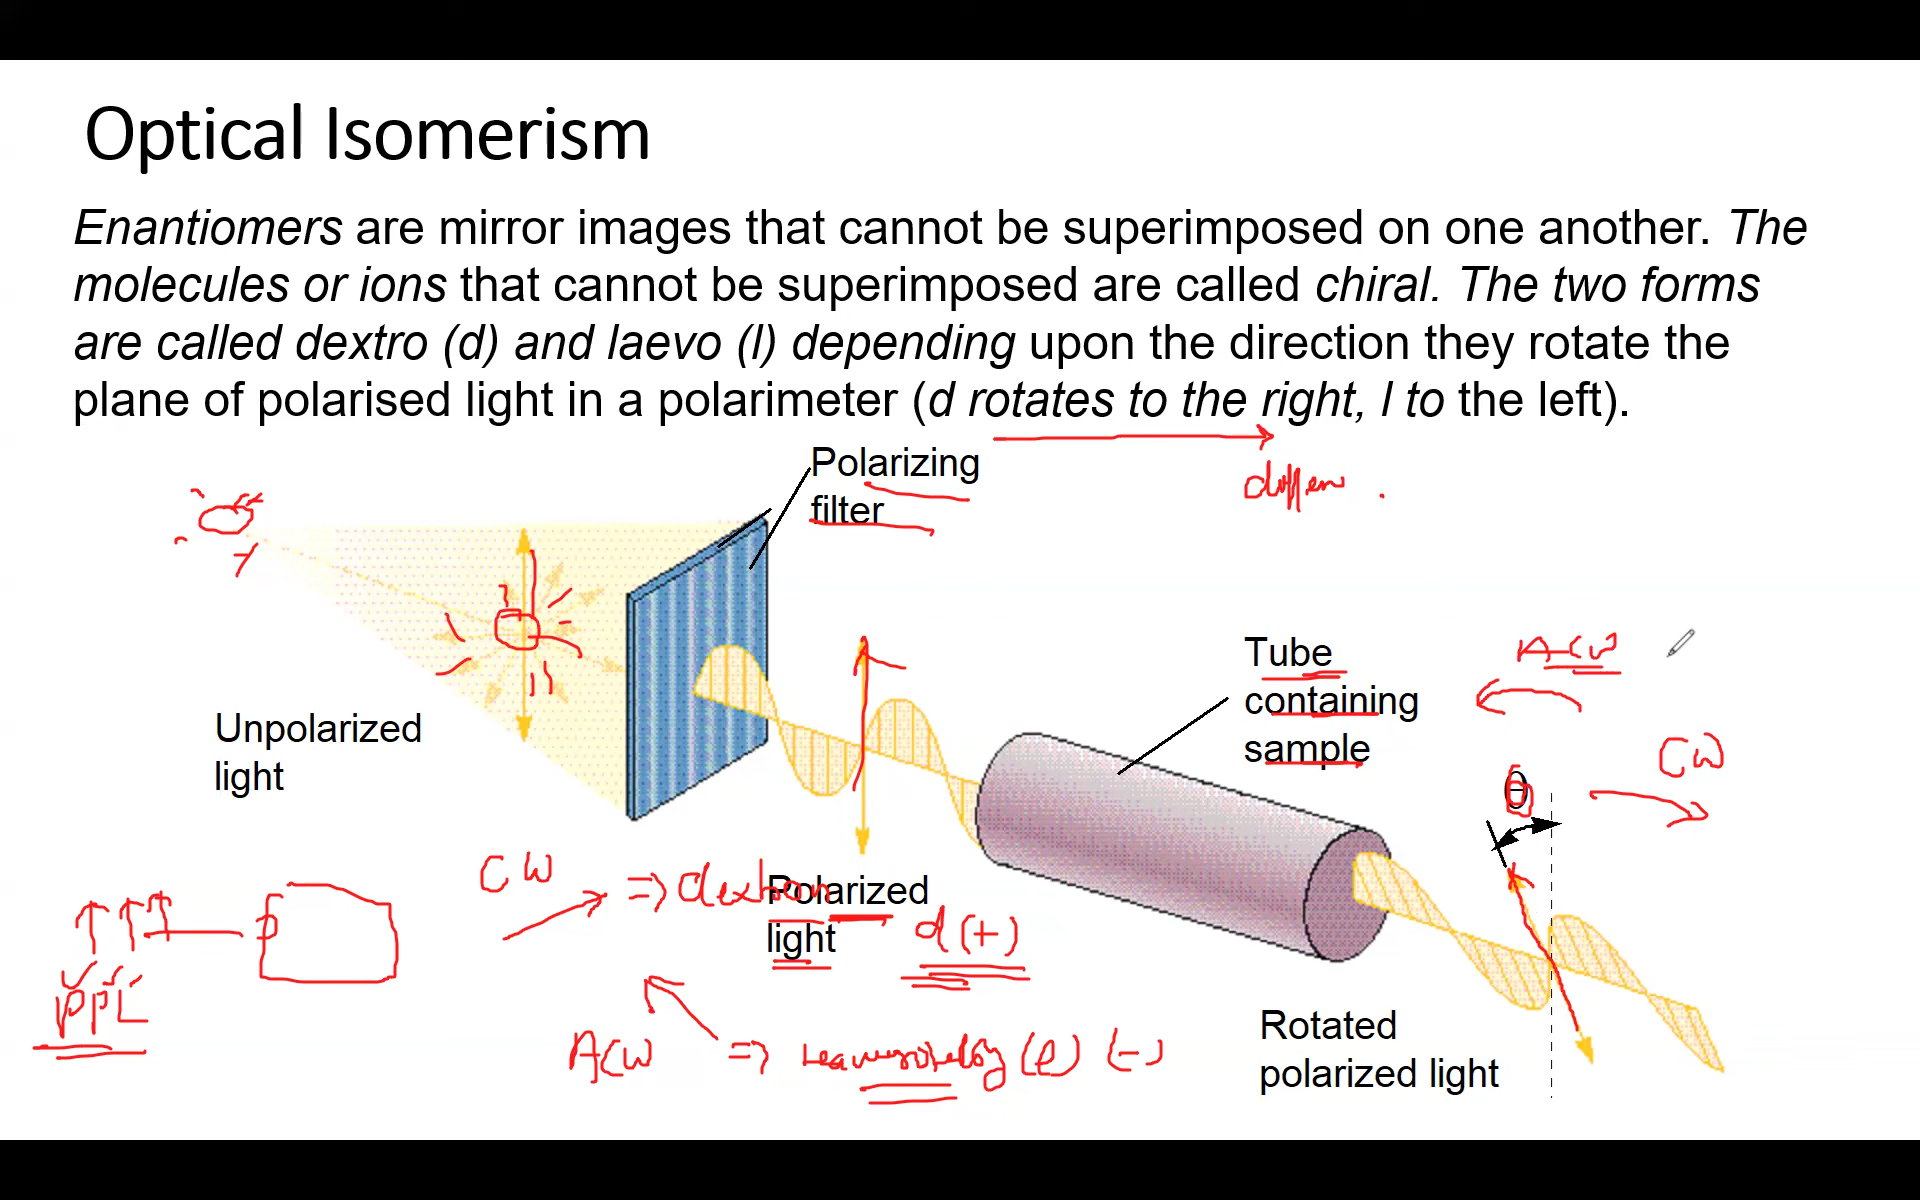 Optical Isomerism
Enantiomers are mirror images that cannot be superimposed on one another. The
molecules or ions that cannot be superimposed are called chiral. The two forms
are called dextro (d) and laevo (l) depending upon the direction they rotate the
plane of polarised light in a polarimeter (d rotates to the right, l to the left).
Polarizing
filter
Unpolarized
light
Tube
containing
sample
ACW
CW
θ
CW
=> dextro
Polarized
light
d (+)
PPL
ACW => (l) (-)
Rotated
polarized light